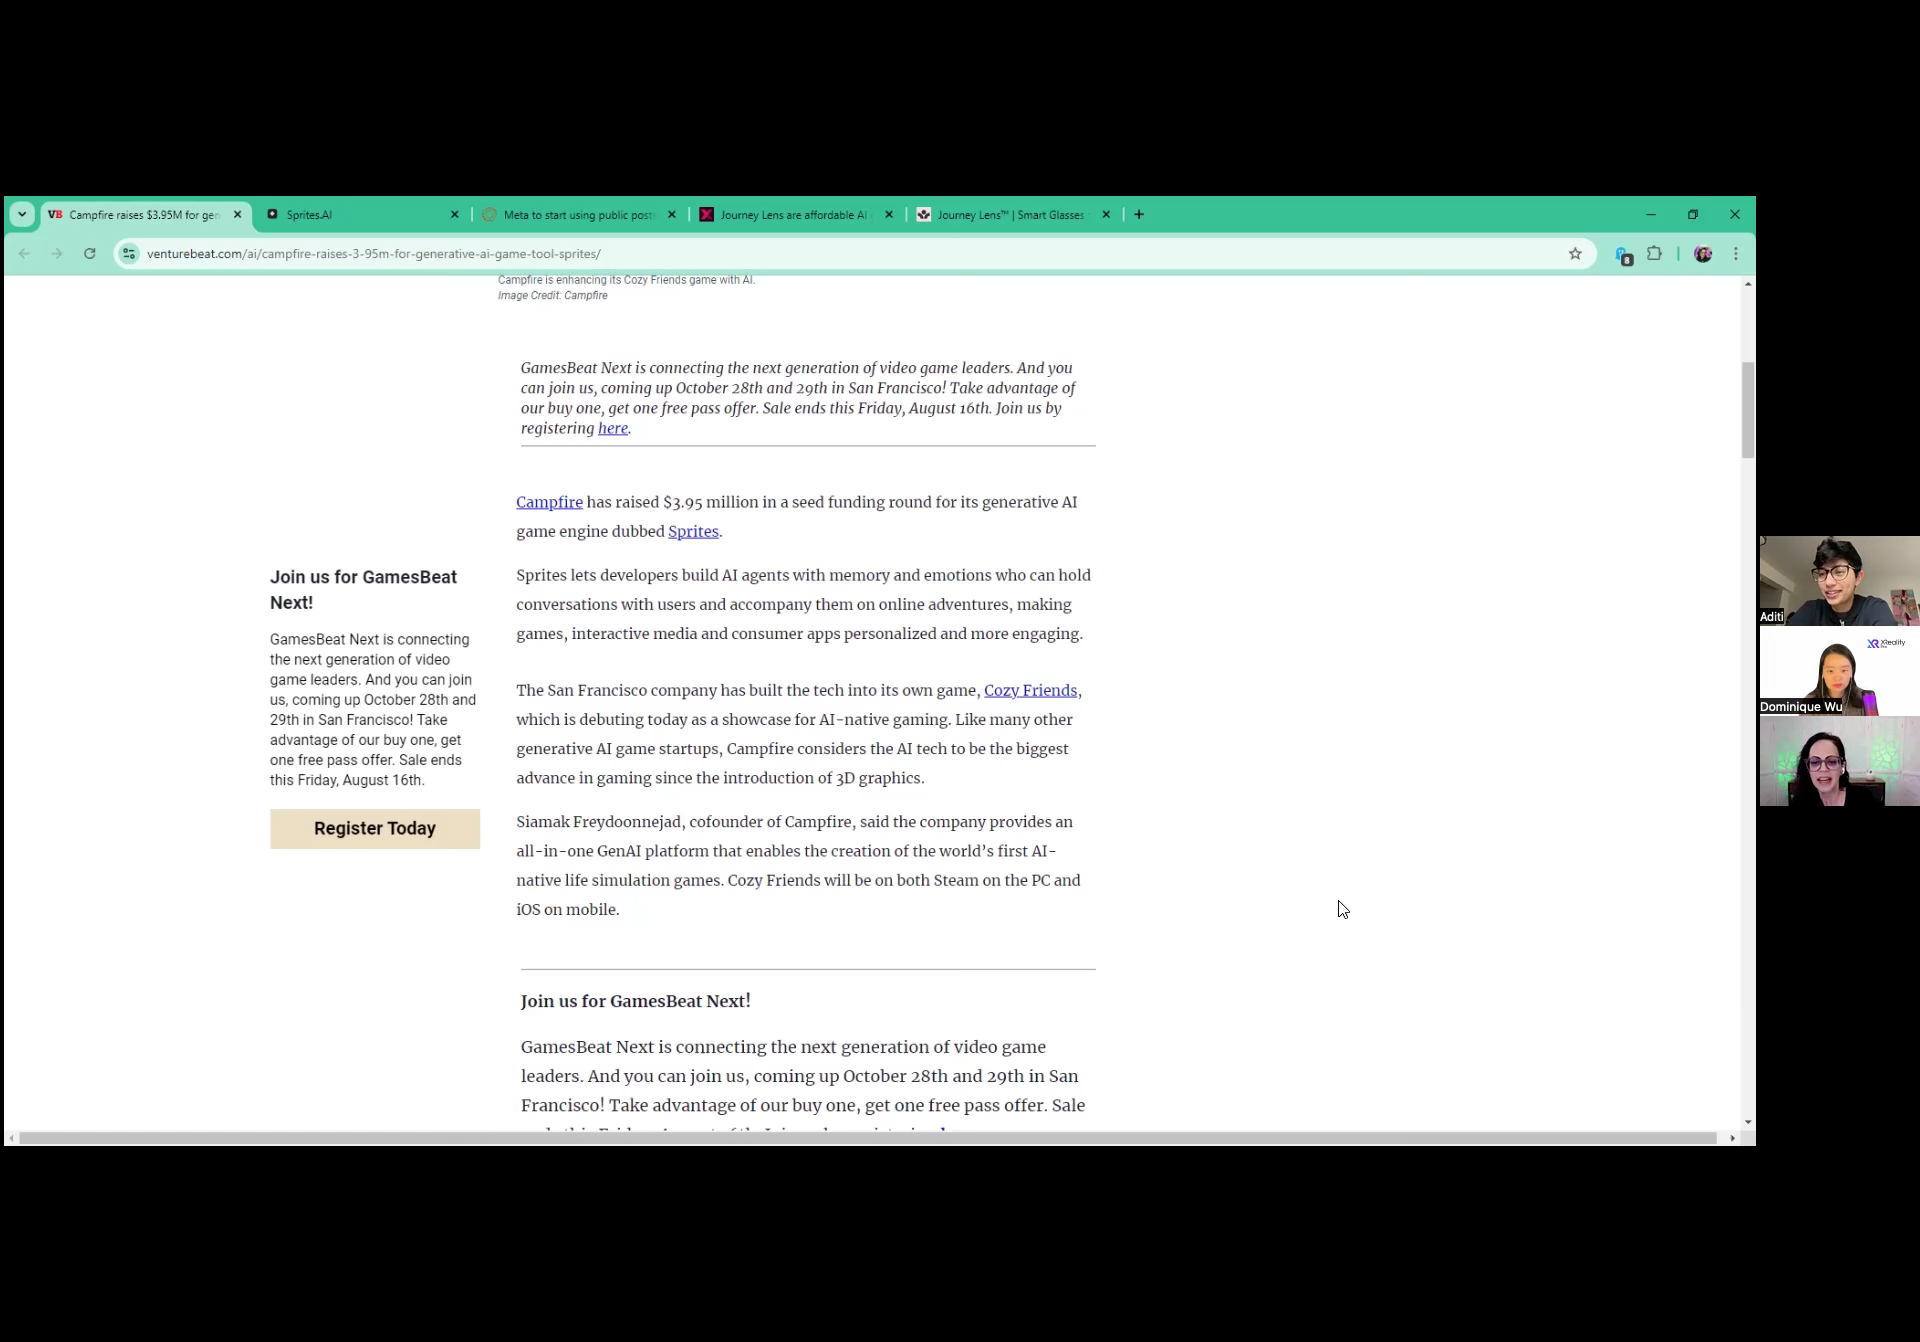 Campfire raises $3.95M for gen
Sprites.AI
Meta to start using public posts
Journey Lens are affordable AI
Journey Lens™ | Smart Glasses
venturebeat.com/ai/campfire-raises-3-95m-for-generative-ai-game-tool-sprites/
8
Campfire is enhancing its Cozy Friends game with AI.
Image Credit: Campfire
GamesBeat Next is connecting the next generation of video game leaders. And you
can join us, coming up October 28th and 29th in San Francisco! Take advantage of
our buy one, get one free pass offer. Sale ends this Friday, August 16th. Join us by
registering here.
Campfire has raised $3.95 million in a seed funding round for its generative AI
game engine dubbed Sprites.
Sprites lets developers build AI agents with memory and emotions who can hold
conversations with users and accompany them on online adventures, making
games, interactive media and consumer apps personalized and more engaging.
The San Francisco company has built the tech into its own game, Cozy Friends,
which is debuting today as a showcase for AI-native gaming. Like many other
generative AI game startups, Campfire considers the AI tech to be the biggest
advance in gaming since the introduction of 3D graphics.
Siamak Freydoonnejad, cofounder of Campfire, said the company provides an
all-in-one GenAI platform that enables the creation of the world's first AI-
native life simulation games. Cozy Friends will be on both Steam on the PC and
iOS on mobile.
Join us for GamesBeat
Next!
GamesBeat Next is connecting
the next generation of video
game leaders. And you can join
us, coming up October 28th and
29th in San Francisco! Take
advantage of our buy one, get
one free pass offer. Sale ends
this Friday, August 16th.
Register Today
Join us for GamesBeat Next!
GamesBeat Next is connecting the next generation of video game
leaders. And you can join us, coming up October 28th and 29th in San
Francisco! Take advantage of our buy one, get one free pass offer. Sale
Aditi
XReality
Dominique Wu